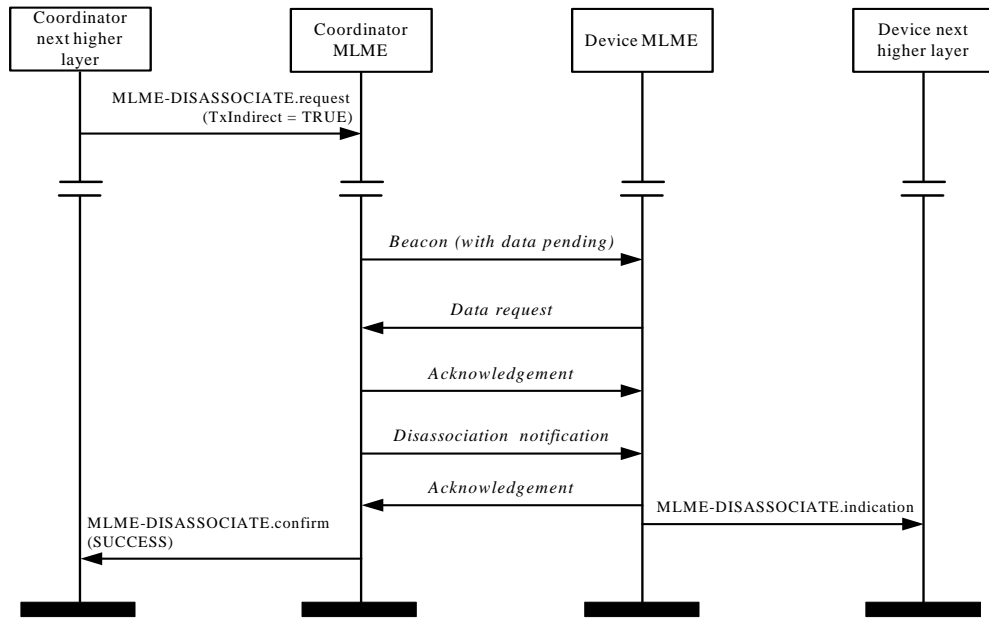 Coordinator
next higher
layer
Coordinator
MLME
Device MLME
Device next
higher layer
MLME-DISASSOCIATE.request
(TxIndirect = TRUE)
Beacon (with data pending)
Data request
Acknowledgement
Disassociation notification
Acknowledgement
MLME-DISASSOCIATE.indication
MLME-DISASSOCIATE.confirm
(SUCCESS)